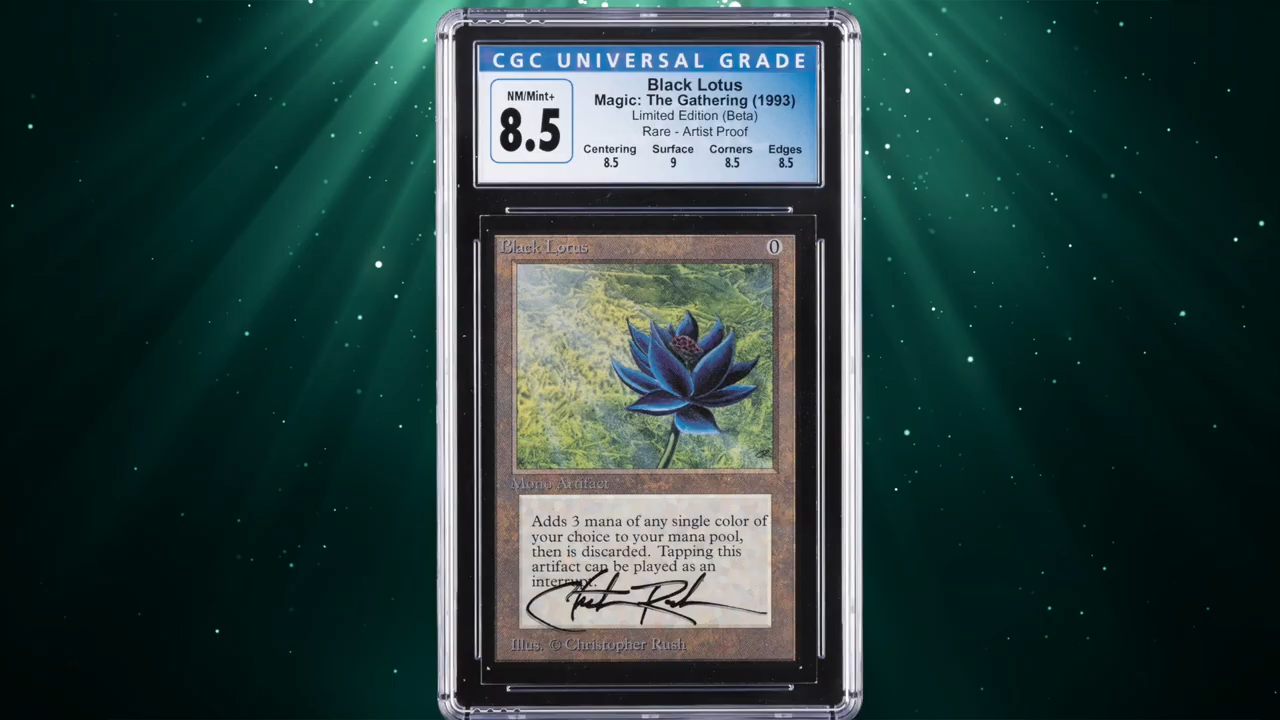 CGC UNIVERSAL GRADE
NM/Mint+
8.5
Black Lotus
Magic: The Gathering (1993)
Limited Edition (Beta)
Rare - Artist Proof
Centering Surface Corners Edges
8.5 9 8.5 8.5
Black Lotus 0
Mono Artifact
Adds 3 mana of any single color of
your choice to your mana pool,
then is discarded. Tapping this
artifact can be played as an
interrupt.
Christopher Rush
Illus. © Christopher Rush